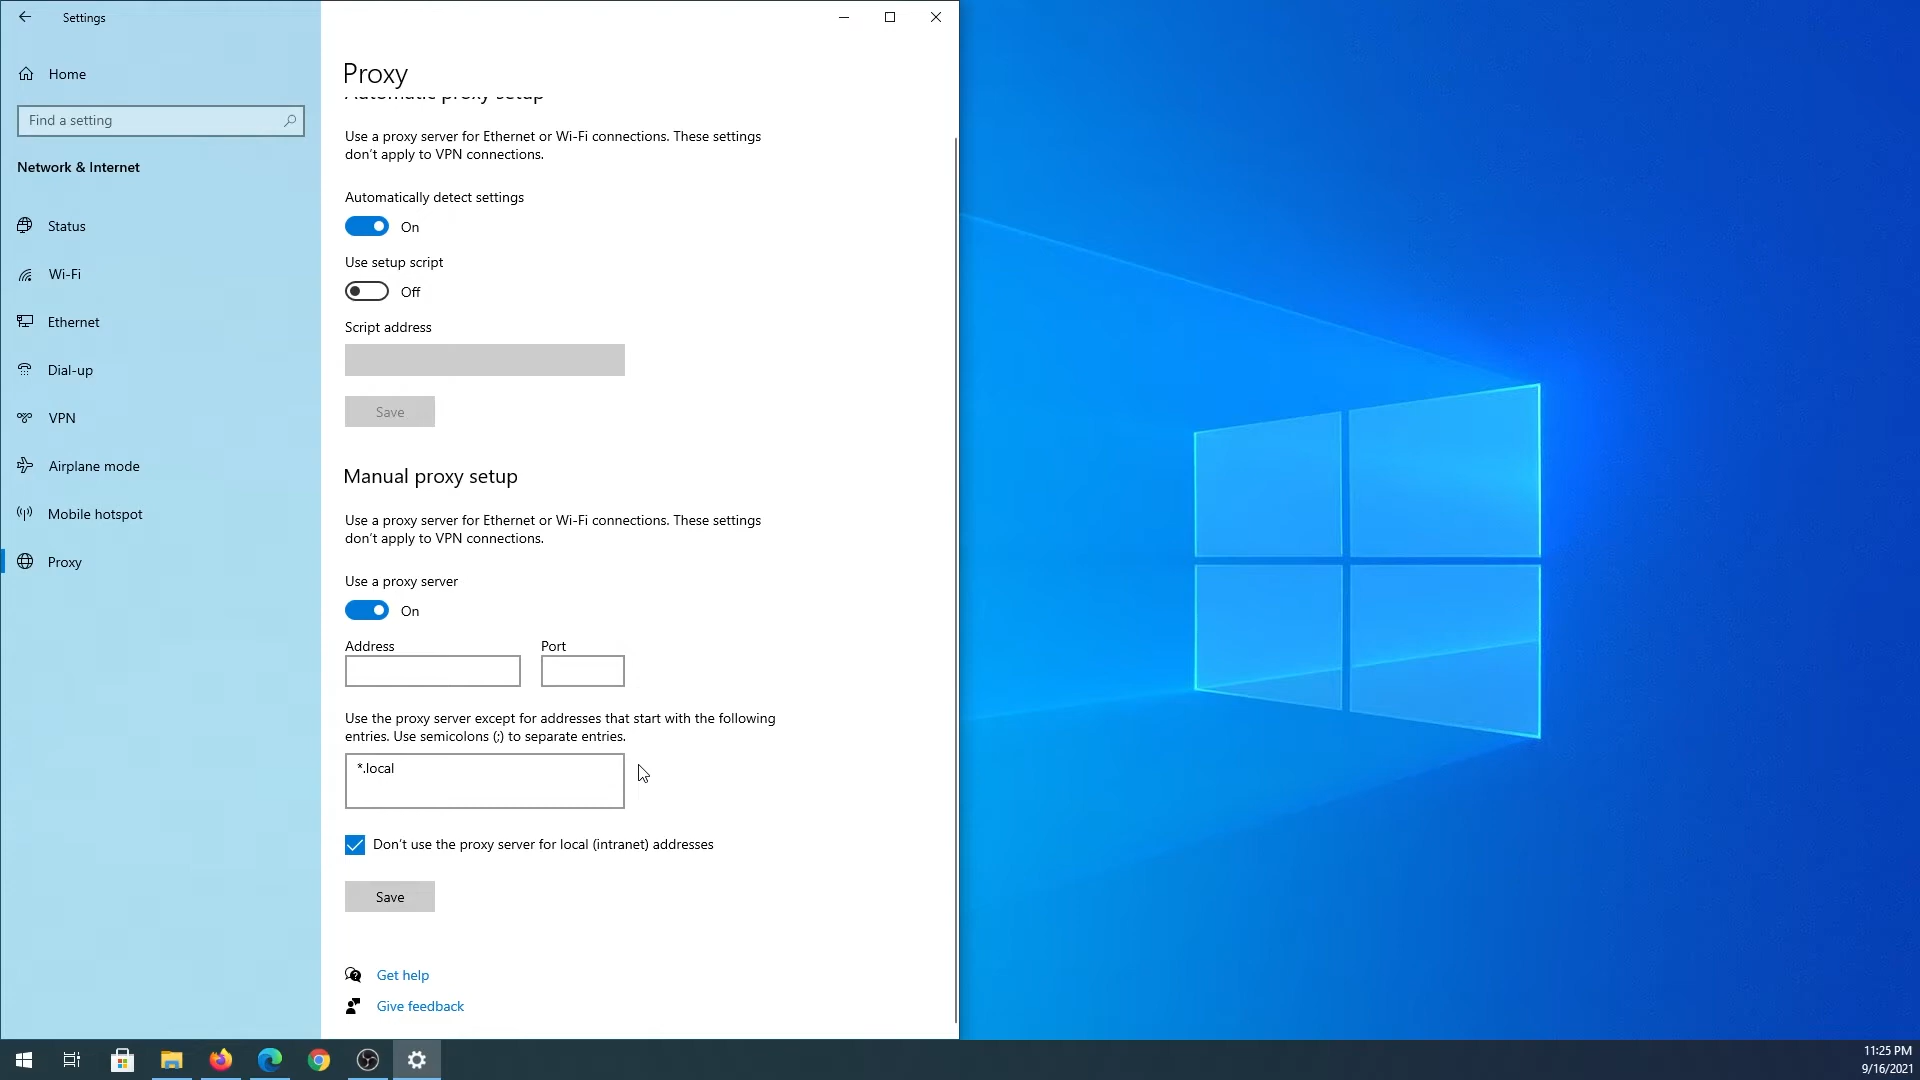 Settings
Home
Find a setting
Network & Internet
Status
Wi-Fi
Ethernet
Dial-up
VPN
Airplane mode
Mobile hotspot
Proxy
Proxy
Automatic proxy setup
Use a proxy server for Ethernet or Wi-Fi connections. These settings
don't apply to VPN connections.
Automatically detect settings
On
Use setup script
Off
Script address
Save
Manual proxy setup
Use a proxy server for Ethernet or Wi-Fi connections. These settings
don't apply to VPN connections.
Use a proxy server
On
Address Port
Use the proxy server except for addresses that start with the following
entries. Use semicolons (;) to separate entries.
*.local
Don't use the proxy server for local (intranet) addresses
Save
Get help
Give feedback
11:25 PM
9/16/2021